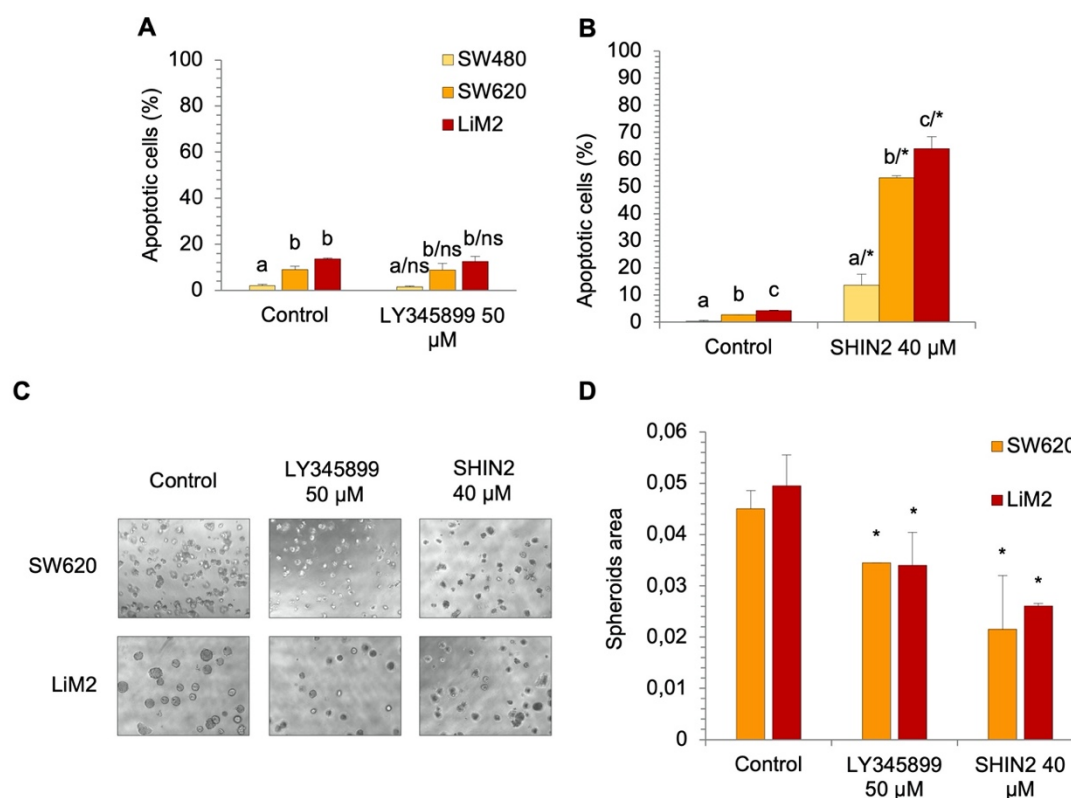 A
100
80
60
40
20
0
Apoptotic cells (%)
SW480
SW620
LiM2
a
b
b
a/ns
b/ns
b/ns
Control
LY345899 50
µM
B
100
90
80
70
60
50
40
30
20
10
0
Apoptotic cells (%)
a
b
c
a/*
b/*
c/*
Control
SHIN2 40 µM
C
Control
LY345899
50 µM
SHIN2
40 µM
SW620
LiM2
D
0,06
0,05
0,04
0,03
0,02
0,01
0
Spheroids area
SW620
LiM2
*
*
*
*
Control
LY345899
50 µM
SHIN2 40
µM